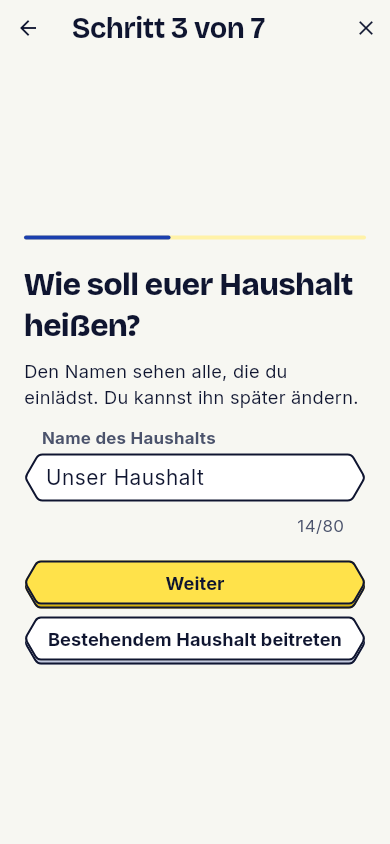 Schritt 3 von 7
Wie soll euer Haushalt
heißen?
Den Namen sehen alle, die du
einlädst. Du kannst ihn später ändern.
Name des Haushalts
Unser Haushalt
14/80
Weiter
Bestehendem Haushalt beitreten